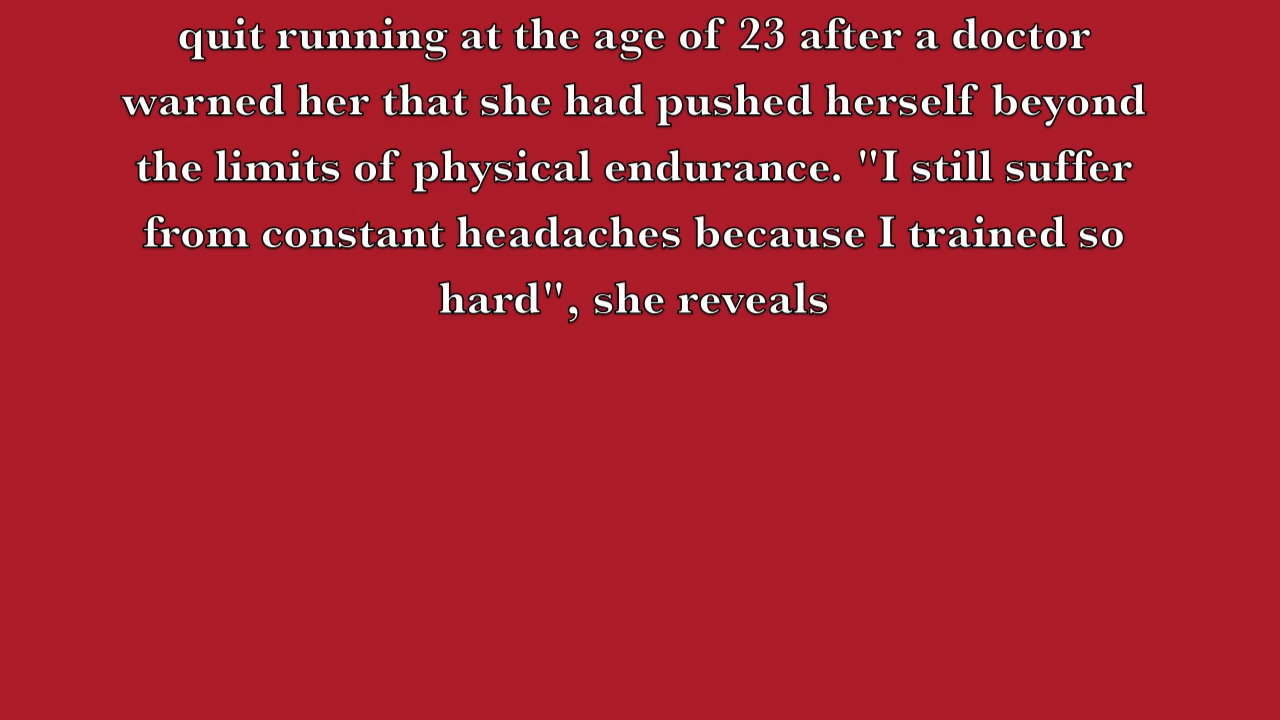 quit running at the age of 23 after a doctor
warned her that she had pushed herself beyond
the limits of physical endurance. "I still suffer
from constant headaches because I trained so
hard", she reveals